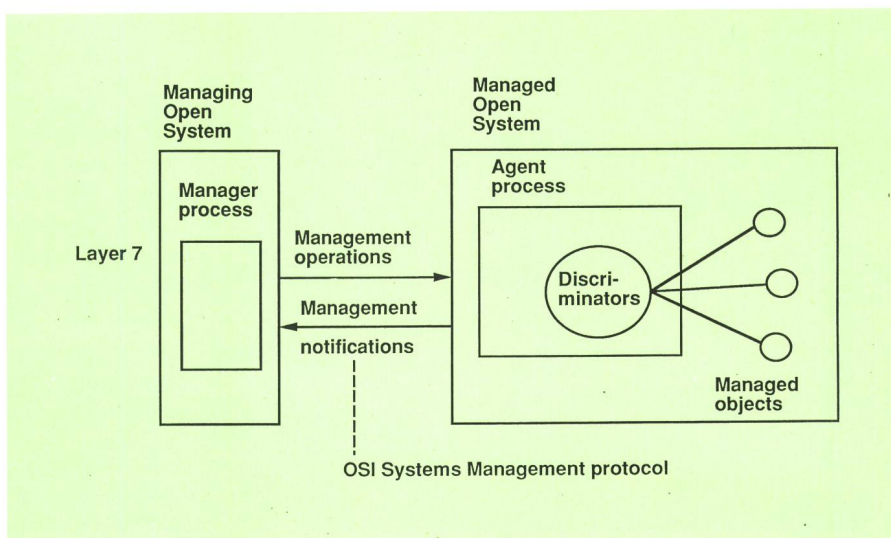 Managing
Open
System
Managed
Open
System
Manager
process
Agent
process
Layer 7
Management
operations
Discri-
minators
Management
notifications
Managed
objects
OSI Systems Management protocol